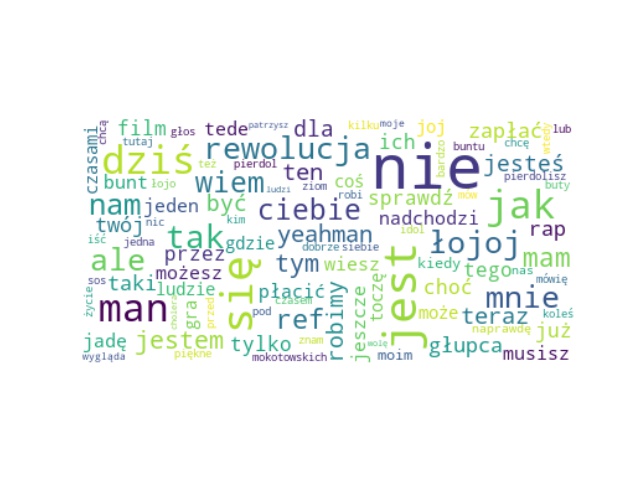 czasami
chcą
film
głos
tede
patrzysz
dla
kilku
moje
joj
zapłać
wtedy
lub
tutaj
rewolucja
ich
chcę
dziś
też
pierdol
ten
nie
bardzo
buntu
jesteś
bunt
łojo
wiem
ludzi
ziom
coś
pierdolisz
nam
jeden
być
ciebie
robi
sprawdź
mow
jak
buty
twój
nic
kim
nadchodzi
rap
iść
jedna
tak
gdzie
yeahman
dobrze
siebie
idol
łojoj
ale
przez
się
tym
wiesz
jest
kiedy
tego
nas
mam
możesz
sos
taki
ludzie
płacić
robimy
jeszcze
toczę
choć
mnie
mówię
życie
man
cholera
gra
przed
czasem
pod
ref
może
teraz
koleś
jadę
jestem
tylko
znam
naprawdę
już
wygląda
piękne
mokotowskich
wolę
moim
głupca
musisz